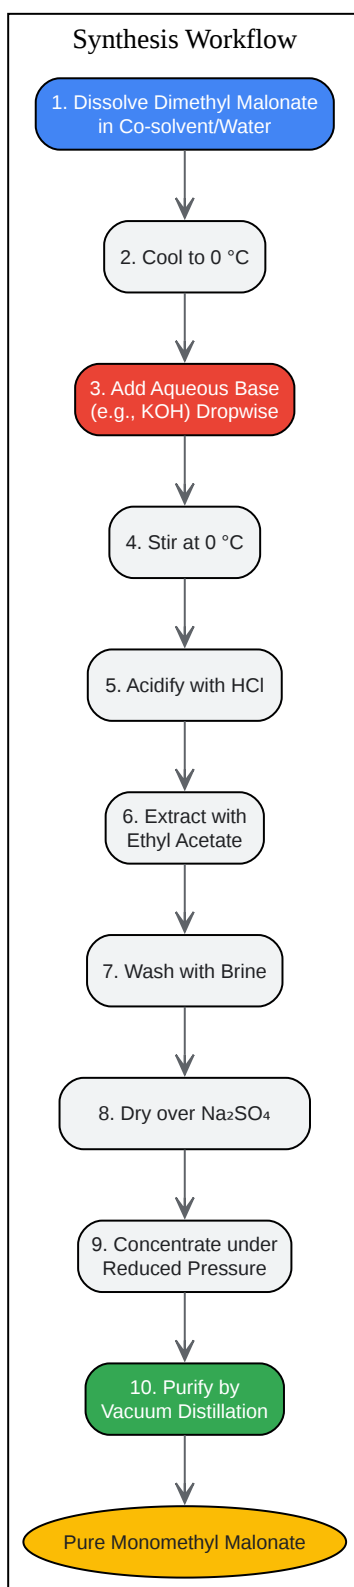 Synthesis Workflow
1. Dissolve Dimethyl Malonate
in Co-solvent/Water
2. Cool to 0 °C
3. Add Aqueous Base
(e.g., KOH) Dropwise
4. Stir at 0 °C
5. Acidify with HCl
6. Extract with
Ethyl Acetate
7. Wash with Brine
8. Dry over Na₂SO₄
9. Concentrate under
Reduced Pressure
10. Purify by
Vacuum Distillation
Pure Monomethyl Malonate